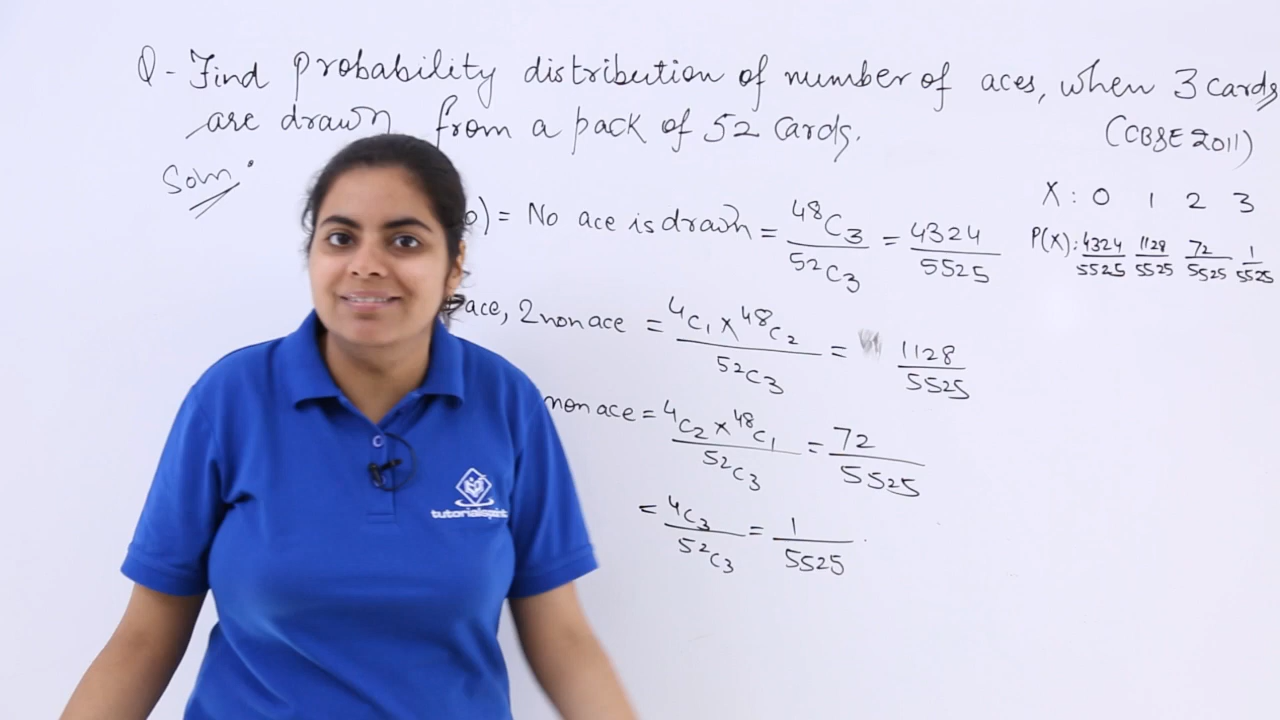 Q - Find probability distribution of number of aces, when 3 cards
are drawn from a pack of 52 cards. (CBSE 2011)
Soln:
0) = No ace is drawn = 48C3 / 52C3 = 4324 / 5525
X : 0 1 2 3
P(X): 4324/5525 1128/5525 72/5525 1/5525
ace, 2 non ace = 4C1 x 48C2 / 52C3 = 1128 / 5525
non ace = 4C2 x 48C1 / 52C3 = 72 / 5525
= 4C3 / 52C3 = 1 / 5525
tutorialspoint